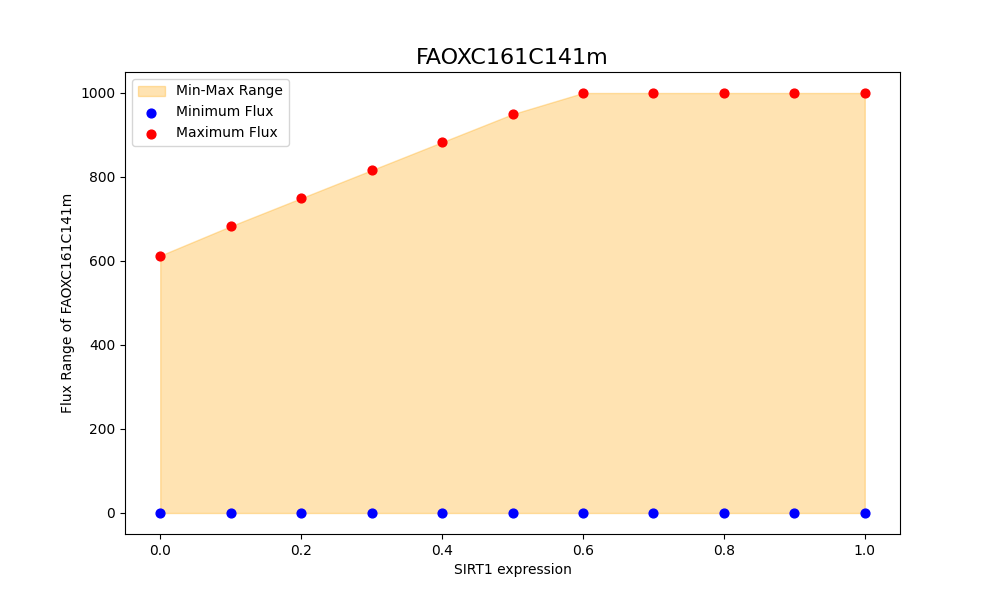 FAOXC161C141m
Min-Max Range
Minimum Flux
Maximum Flux
Flux Range of FAOXC161C141m
1000
800
600
400
200
0
0.0 0.2 0.4 0.6 0.8 1.0
SIRT1 expression